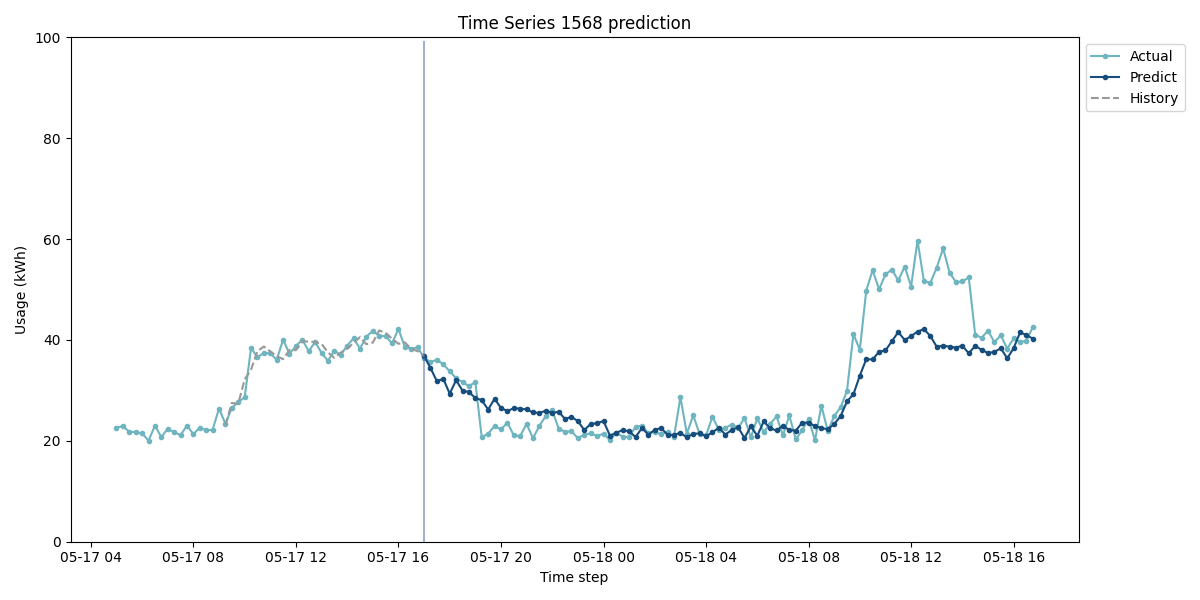 Time Series 1568 prediction
100
80
60
40
20
0
Usage (kWh)
05-17 04 05-17 08 05-17 12 05-17 16 05-17 20 05-18 00 05-18 04 05-18 08 05-18 12 05-18 16
Time step
Actual
Predict
History